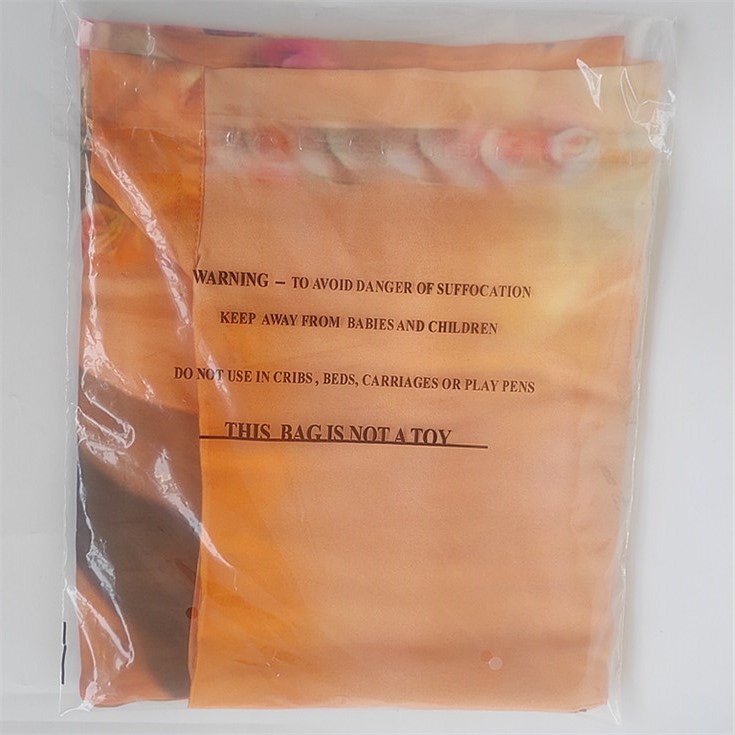 WARNING – TO AVOID DANGER OF SUFFOCATION
KEEP AWAY FROM BABIES AND CHILDREN
DO NOT USE IN CRIBS, BEDS, CARRIAGES OR PLAY PENS
THIS BAG IS NOT A TOY